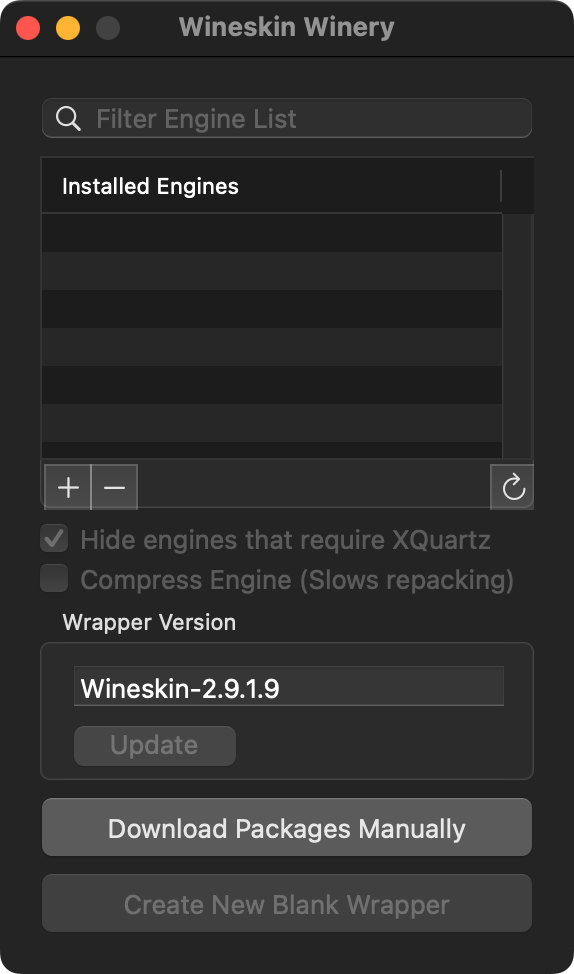 Wineskin Winery
Filter Engine List
Installed Engines
Hide engines that require XQuartz
Compress Engine (Slows repacking)
Wrapper Version
Wineskin-2.9.1.9
Update
Download Packages Manually
Create New Blank Wrapper